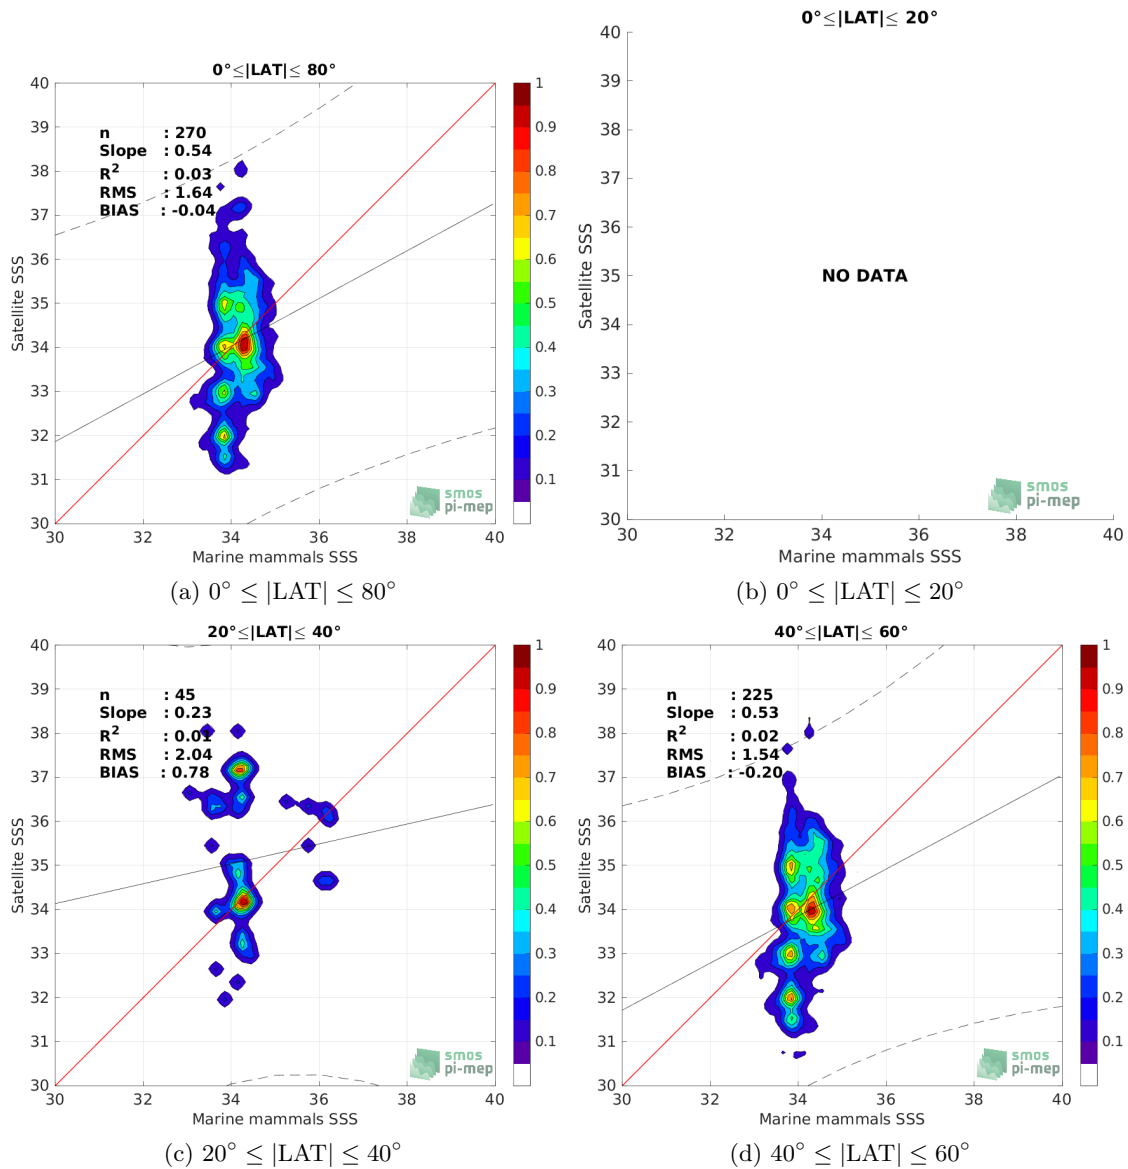 0°≤|LAT|≤ 80°
40
39
38
37
36
35
34
33
32
31
30
Satellite SSS
n : 270
Slope : 0.54
R² : 0.03
RMS : 1.64
BIAS : -0.04
30 32 34 36 38 40
Marine mammals SSS
smos
pi-mep
1
0.9
0.8
0.7
0.6
0.5
0.4
0.3
0.2
0.1
(a) 0° ≤ |LAT| ≤ 80°
0°≤|LAT|≤ 20°
40
39
38
37
36
35
34
33
32
31
30
Satellite SSS
NO DATA
30 32 34 36 38 40
Marine mammals SSS
smos
pi-mep
(b) 0° ≤ |LAT| ≤ 20°
20°≤|LAT|≤ 40°
40
39
38
37
36
35
34
33
32
31
30
Satellite SSS
n : 45
Slope : 0.23
R² : 0.01
RMS : 2.04
BIAS : 0.78
30 32 34 36 38 40
Marine mammals SSS
smos
pi-mep
1
0.9
0.8
0.7
0.6
0.5
0.4
0.3
0.2
0.1
(c) 20° ≤ |LAT| ≤ 40°
40°≤|LAT|≤ 60°
40
39
38
37
36
35
34
33
32
31
30
Satellite SSS
n : 225
Slope : 0.53
R² : 0.02
RMS : 1.54
BIAS : -0.20
30 32 34 36 38 40
Marine mammals SSS
smos
pi-mep
1
0.9
0.8
0.7
0.6
0.5
0.4
0.3
0.2
0.1
(d) 40° ≤ |LAT| ≤ 60°